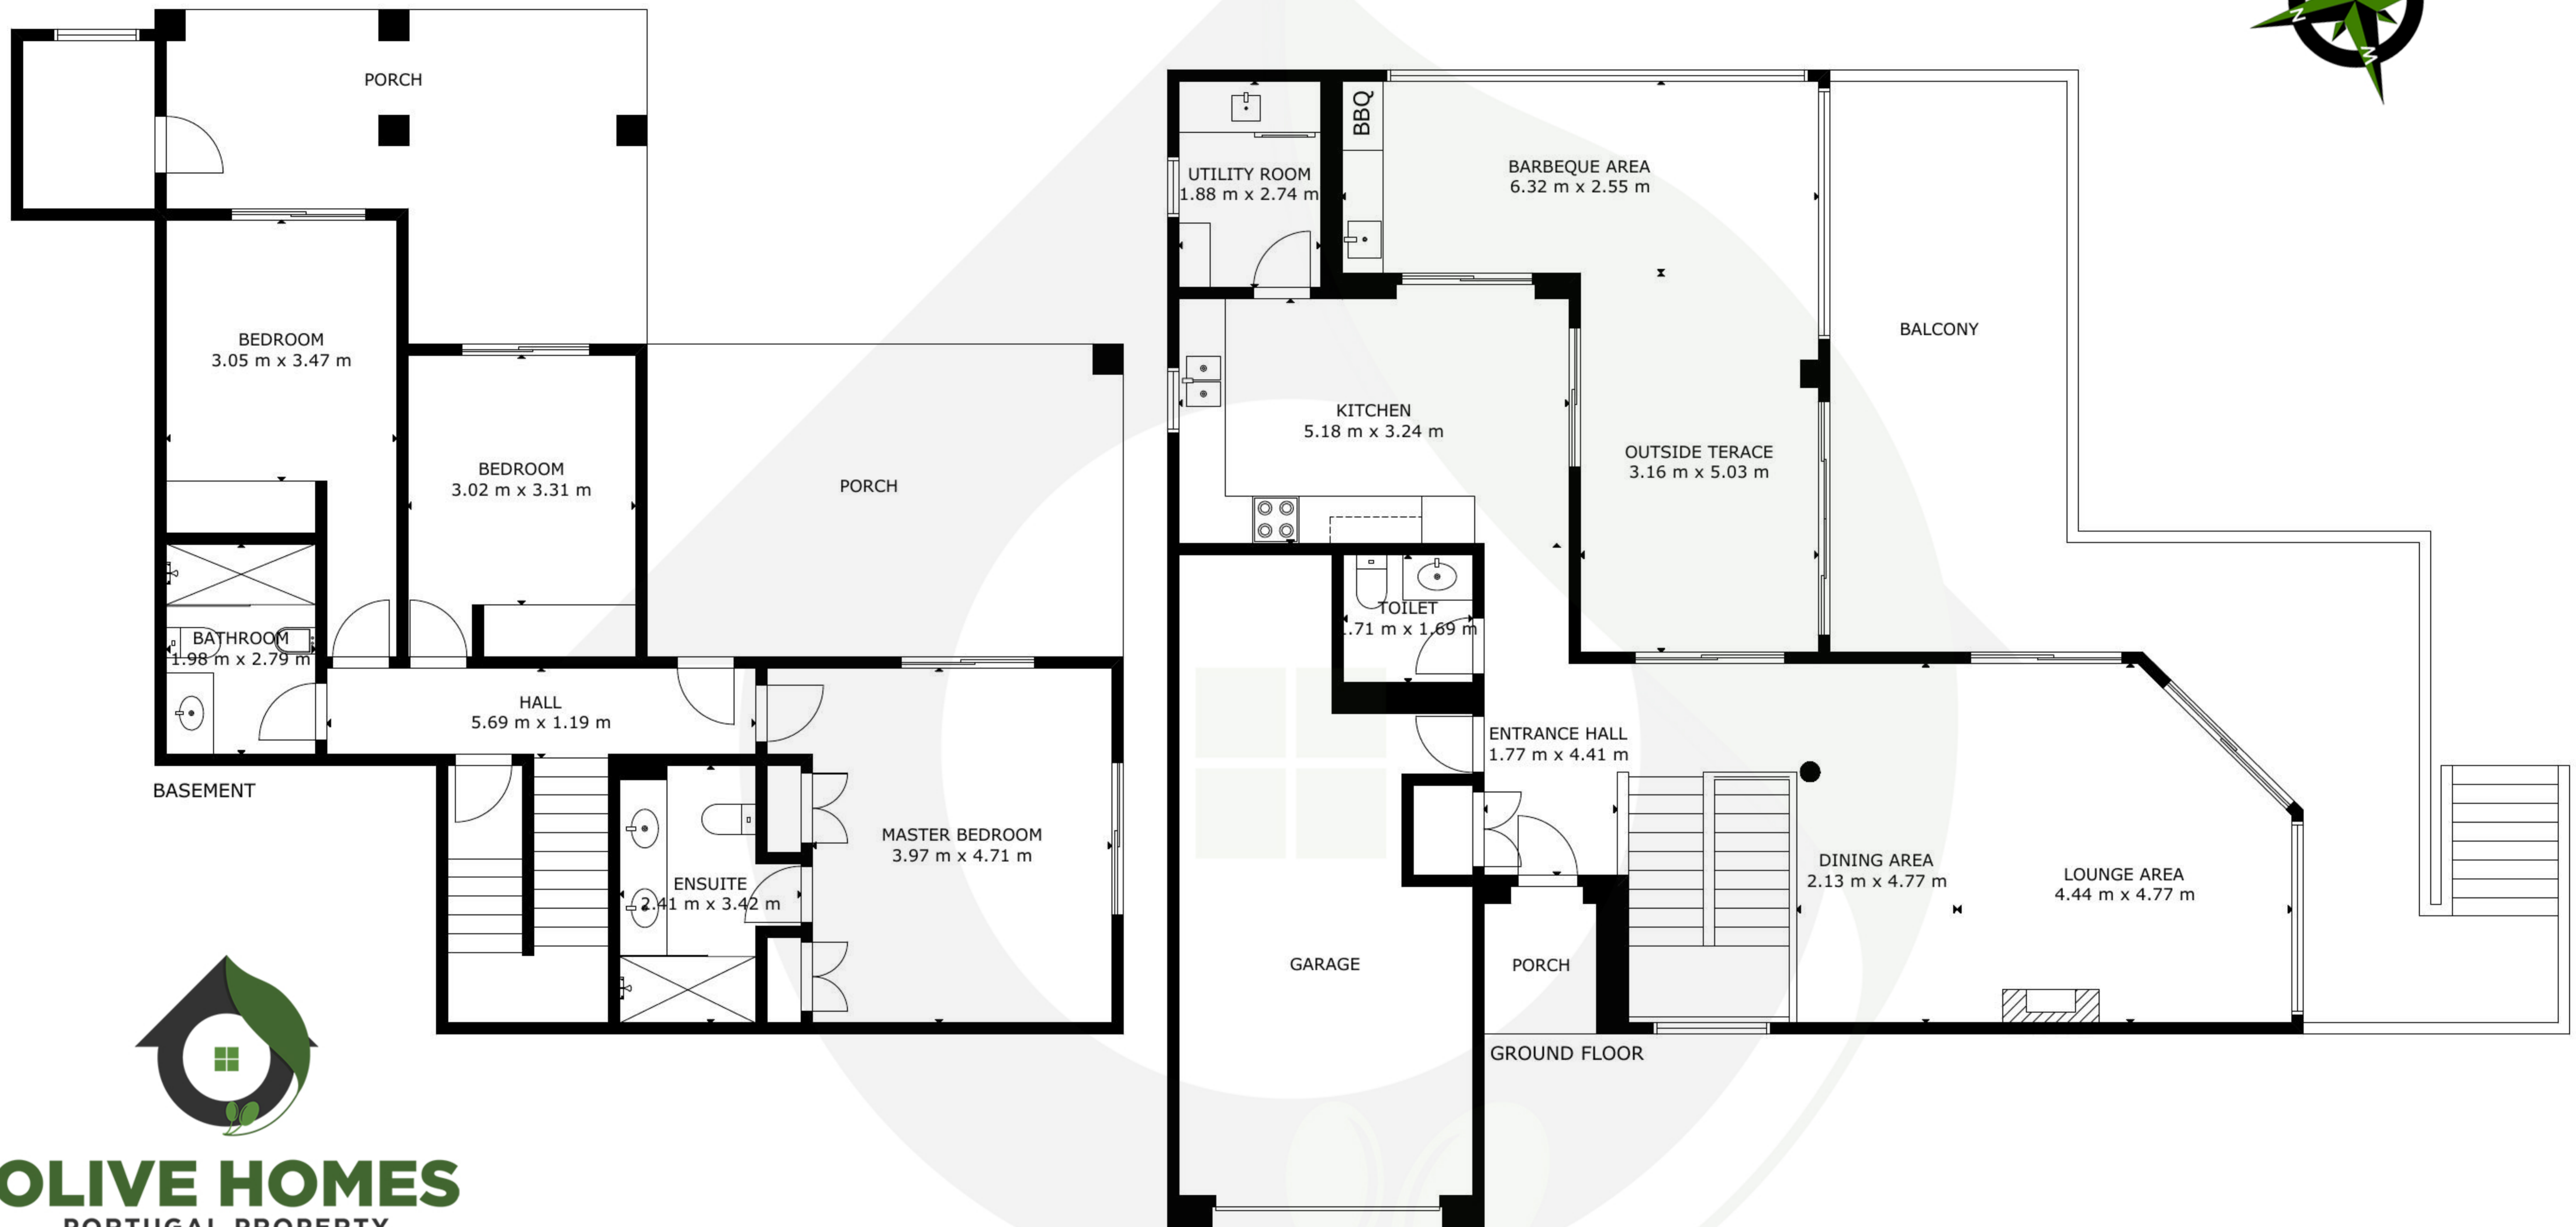 PORCH
BEDROOM
3.05 m x 3.47 m
BEDROOM
3.02 m x 3.31 m
PORCH
BATHROOM
1.98 m x 2.79 m
HALL
5.69 m x 1.19 m
BASEMENT
MASTER BEDROOM
3.97 m x 4.71 m
ENSUITE
2.41 m x 3.42 m
N
W
BBQ
UTILITY ROOM
1.88 m x 2.74 m
BARBEQUE AREA
6.32 m x 2.55 m
BALCONY
KITCHEN
5.18 m x 3.24 m
OUTSIDE TERACE
3.16 m x 5.03 m
TOILET
.71 m x 1.69 m
ENTRANCE HALL
1.77 m x 4.41 m
DINING AREA
2.13 m x 4.77 m
LOUNGE AREA
4.44 m x 4.77 m
GARAGE
PORCH
GROUND FLOOR
OLIVE HOMES
PORTUGAL PROPERTY